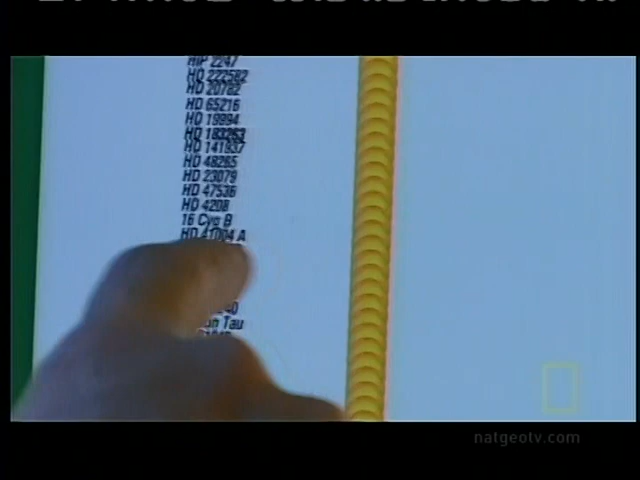 HIP 2247
HD 222582
HD 20782
HD 65216
HD 19994
HD 183263
HD 141937
HD 48265
HD 23079
HD 47536
HD 4208
16 Cyg B
HD 41004 A
Tau
natgeotv.com